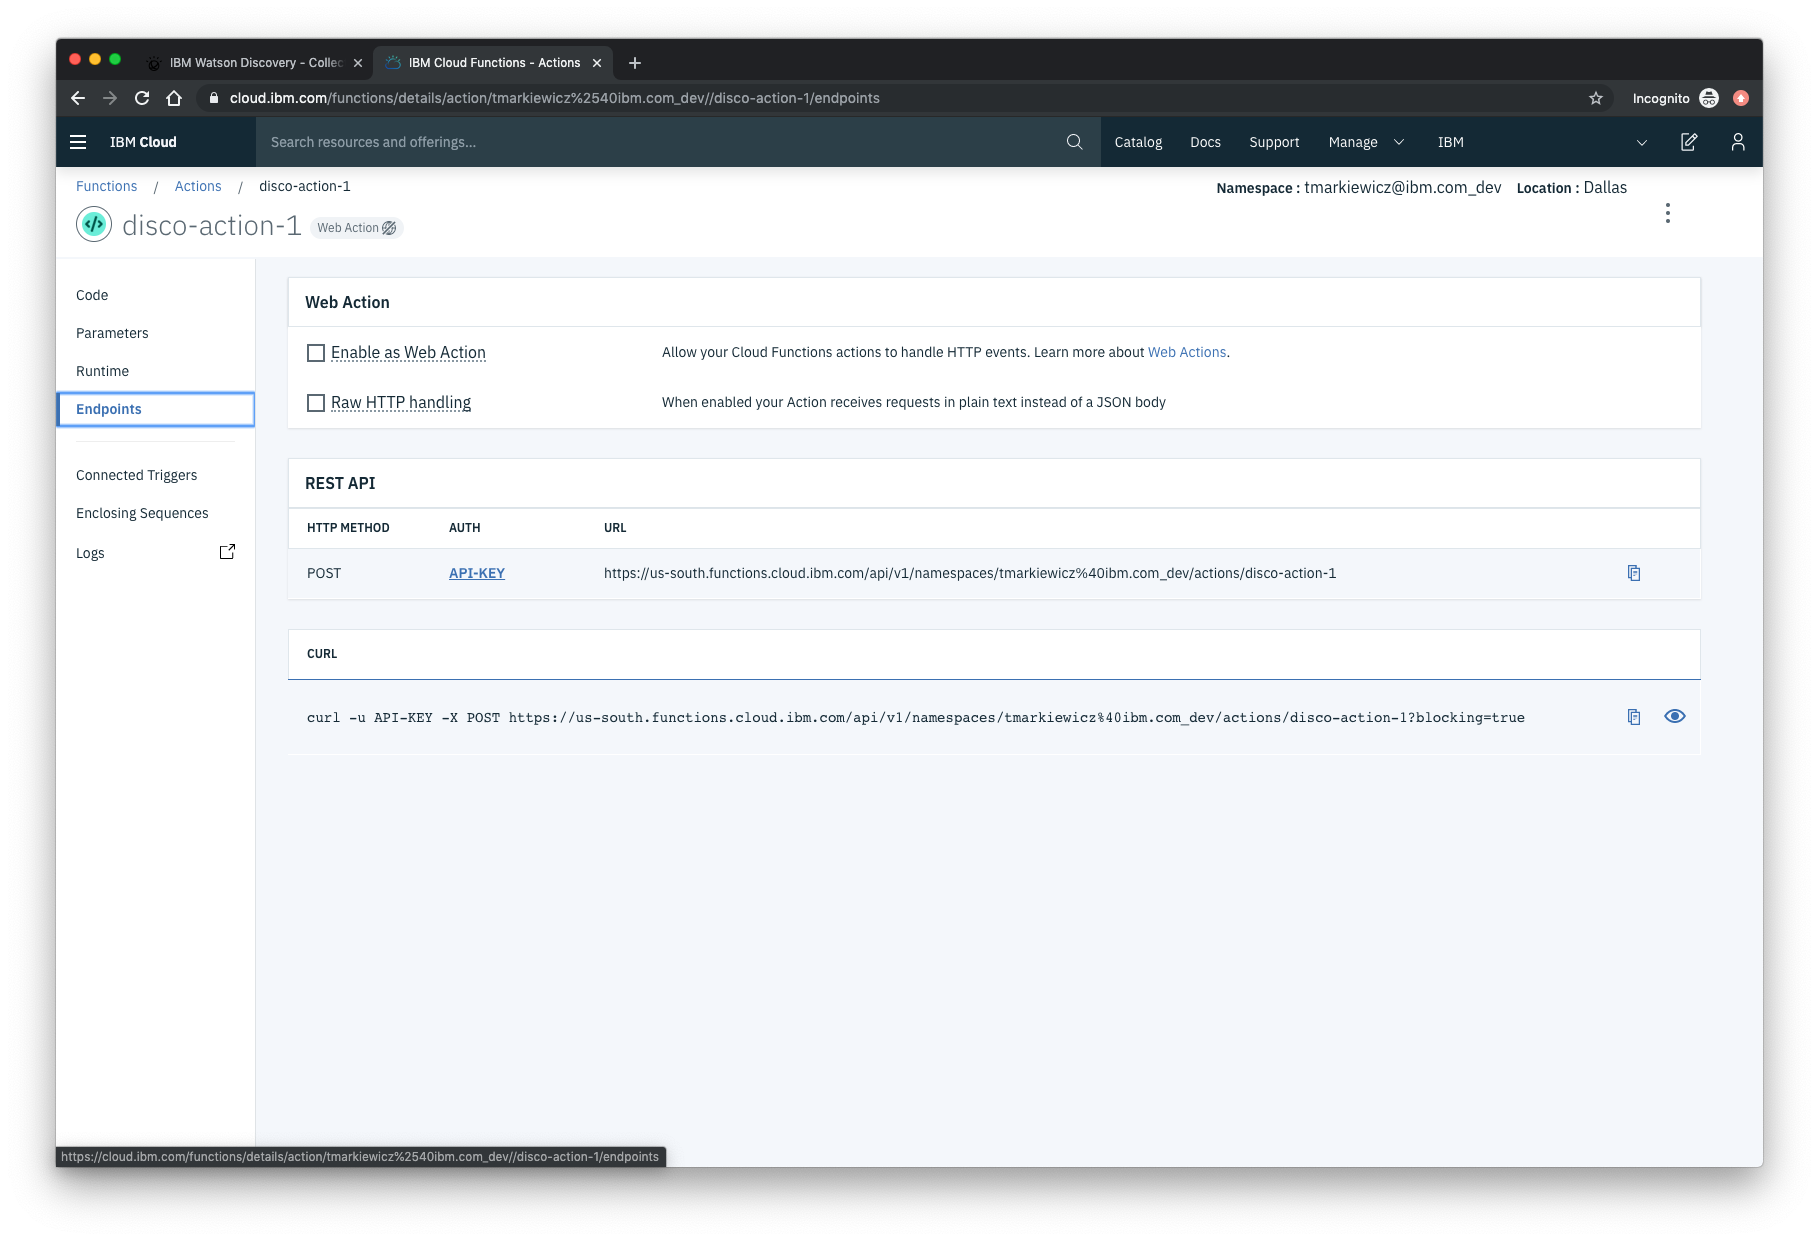 IBM Watson Discovery - Collec
IBM Cloud Functions - Actions
cloud.ibm.com/functions/details/action/tmarkiewicz%2540ibm.com_dev//disco-action-1/endpoints
Incognito
IBM Cloud
Search resources and offerings...
Catalog Docs Support Manage IBM
Functions / Actions / disco-action-1
Namespace : tmarkiewicz@ibm.com_dev Location : Dallas
disco-action-1 Web Action
Code
Parameters
Runtime
Endpoints
Connected Triggers
Enclosing Sequences
Logs
Web Action
Enable as Web Action Allow your Cloud Functions actions to handle HTTP events. Learn more about Web Actions.
Raw HTTP handling When enabled your Action receives requests in plain text instead of a JSON body
REST API
HTTP METHOD AUTH URL
POST API-KEY https://us-south.functions.cloud.ibm.com/api/v1/namespaces/tmarkiewicz%40ibm.com_dev/actions/disco-action-1
CURL
curl -u API-KEY -X POST https://us-south.functions.cloud.ibm.com/api/v1/namespaces/tmarkiewicz%40ibm.com_dev/actions/disco-action-1?blocking=true
https://cloud.ibm.com/functions/details/action/tmarkiewicz%2540ibm.com_dev//disco-action-1/endpoints